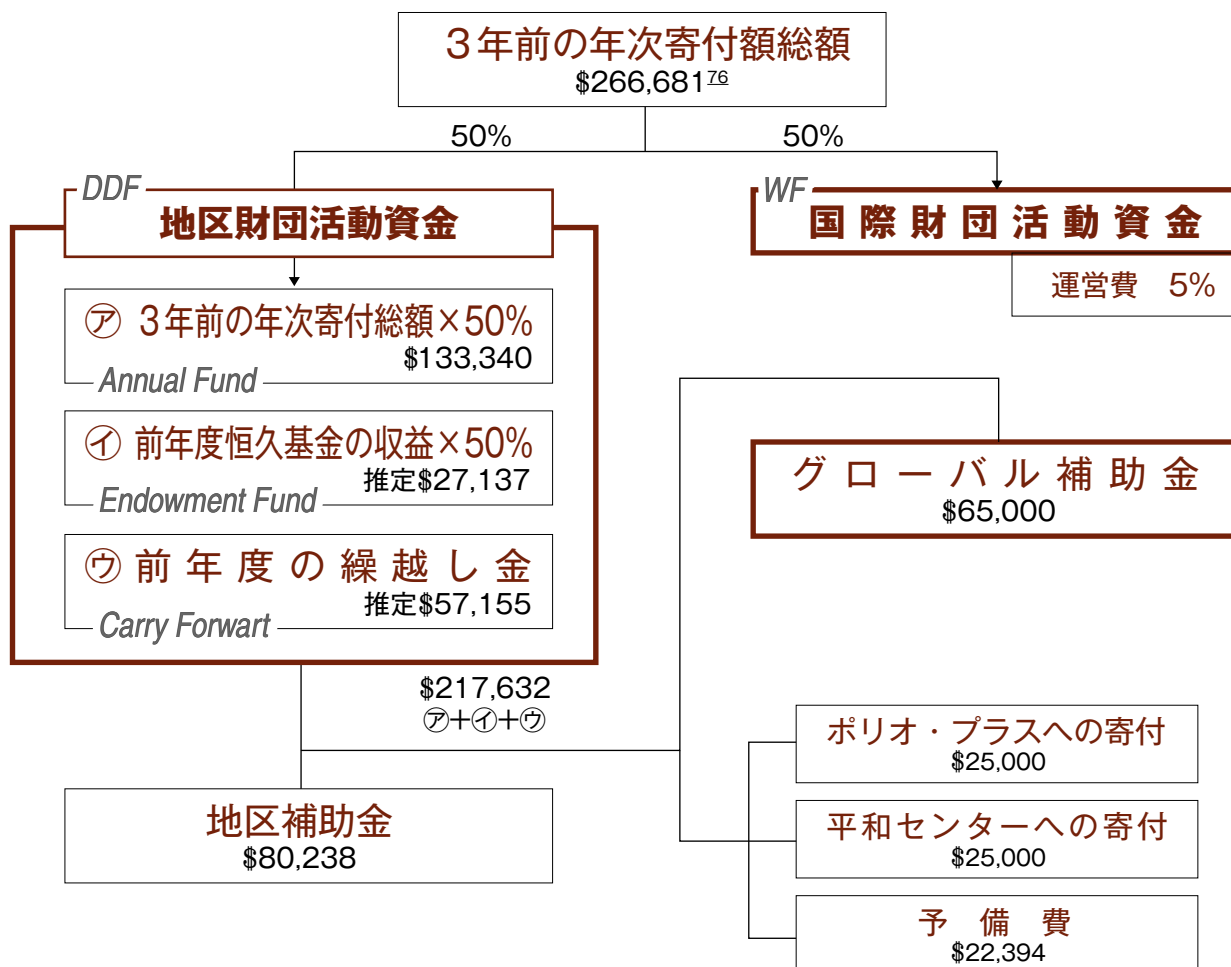 3年前の年次寄付額総額
$266,681 76
50%
50%
DDF
地区財団活動資金
WF
国際財団活動資金
運営費 5%
㋐ 3年前の年次寄付総額×50%
$133,340
Annual Fund
㋑ 前年度恒久基金の収益×50%
推定$27,137
Endowment Fund
㋒ 前年度の繰越し金
推定$57,155
Carry Forwart
グローバル補助金
$65,000
$217,632
㋐+㋑+㋒
地区補助金
$80,238
ポリオ・プラスへの寄付
$25,000
平和センターへの寄付
$25,000
予備費
$22,394